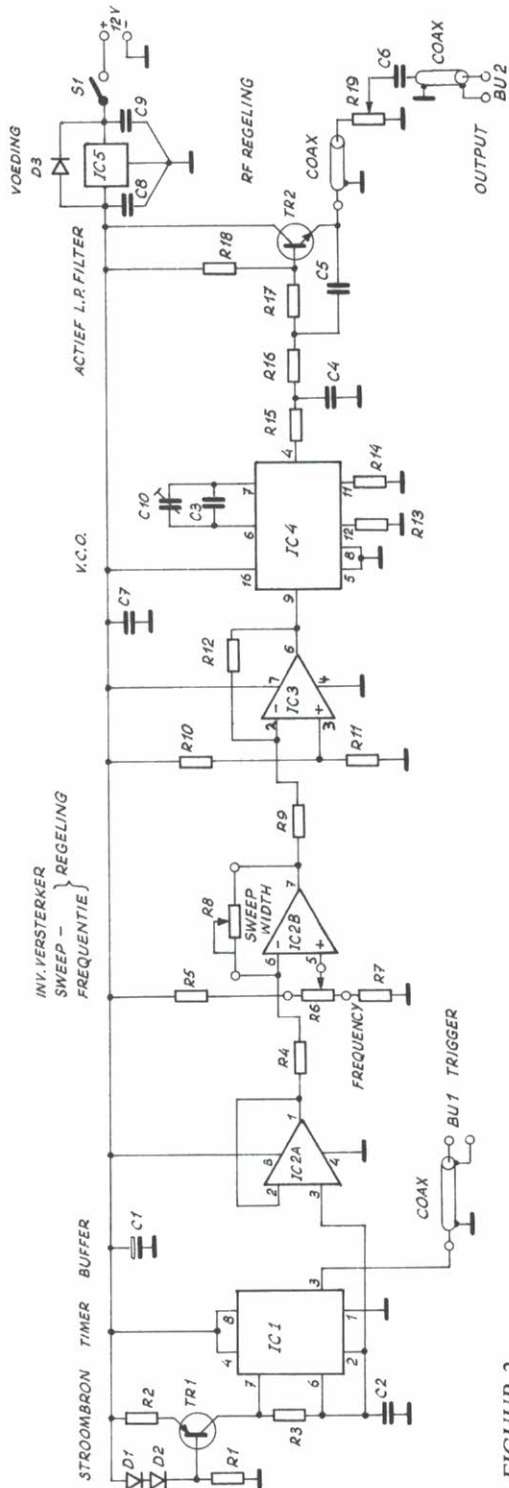 STROOMBRON TIMER BUFFER
INV. VERSTERKER
SWEEP –
FREQUENTIE } REGELING
V.C.O.
ACTIEF L.P. FILTER
VOEDING
RF REGELING
D1
D2
R2
TR1
R1
R3
C2
7
6
4
8
IC1
2
1
3
C1
COAX
BU1 TRIGGER
2
3
8
IC2A
1
4
R4
R5
R6
R7
FREQUENCY
6
5
–
+
IC2B
7
R8
SWEEP
WIDTH
R9
R10
R11
R12
2
3
–
+
IC3
7
6
4
C7
9
16
6
7
IC4
4
5
8
12
11
R13
R14
C10
C3
R15
C4
R16
R17
R18
C5
TR2
D3
IC5
C8
C9
S1
+
12V
–
COAX
R19
C6
COAX
BU2
OUTPUT
FIGUUR 2